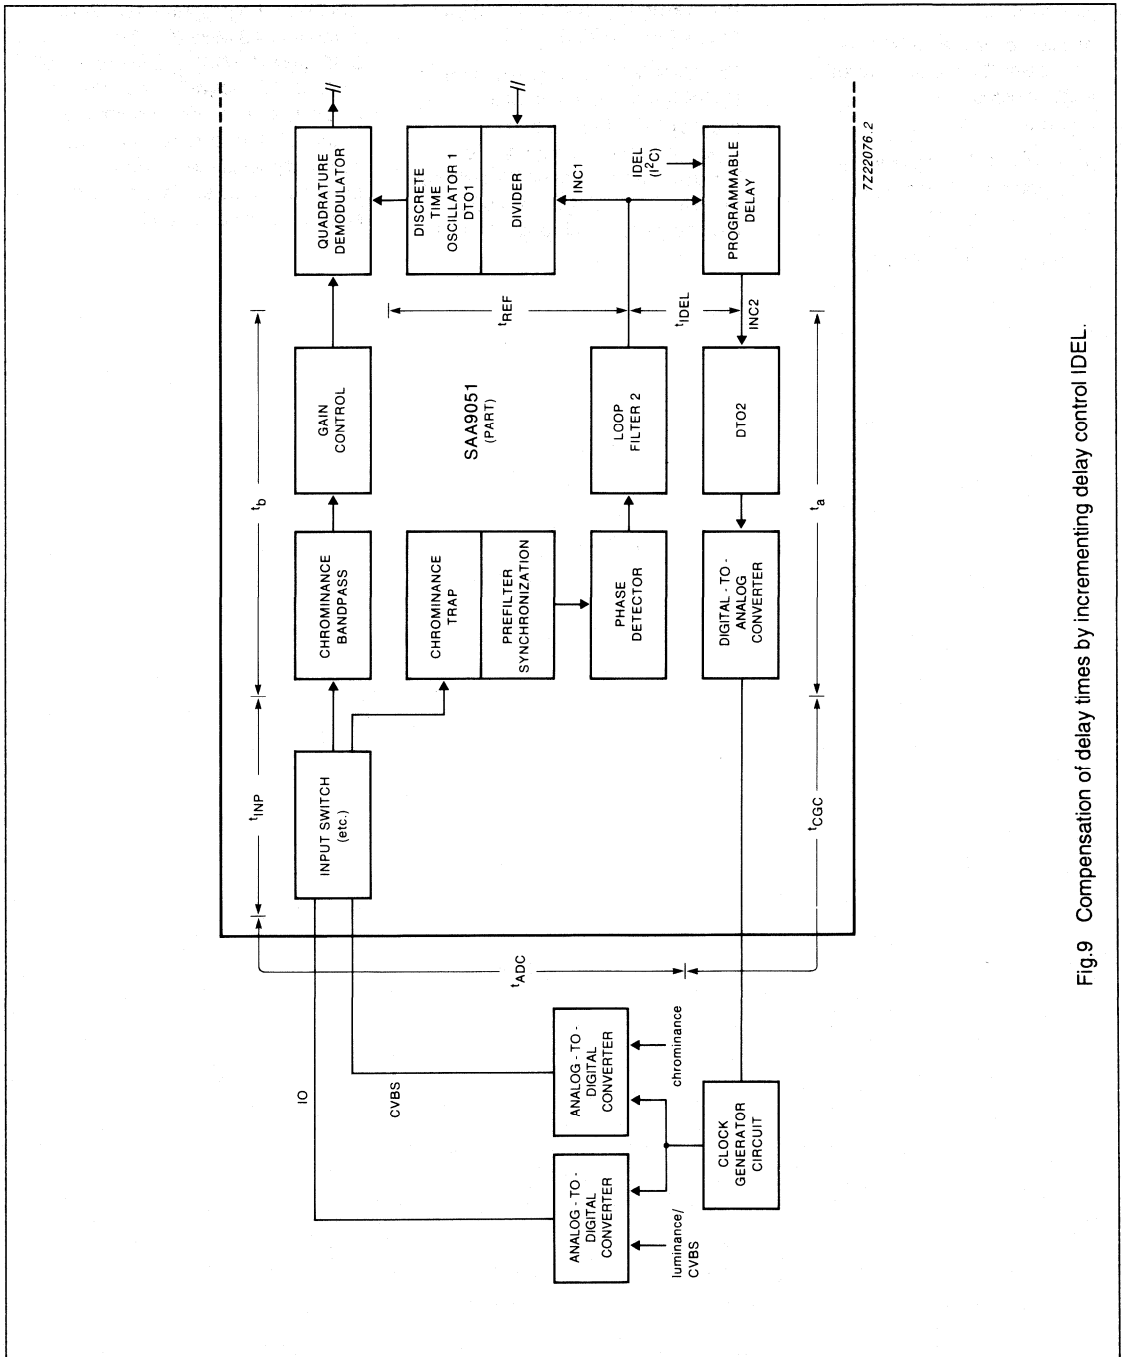 QUADRATURE
DEMODULATOR
DISCRETE
TIME
OSCILLATOR 1
DTO1
DIVIDER
INC1
IDEL
(I²C)
PROGRAMMABLE
DELAY
7Z22076.2
tb
GAIN
CONTROL
tREF
SAA9051
(PART)
LOOP
FILTER 2
tIDEL
INC2
DTO2
ta
CHROMINANCE
BANDPASS
CHROMINANCE
TRAP
PREFILTER
SYNCHRONIZATION
PHASE
DETECTOR
DIGITAL - TO -
ANALOG
CONVERTER
tINP
INPUT SWITCH
(etc.)
tCGC
tADC
IO
CVBS
ANALOG - TO -
DIGITAL
CONVERTER
chrominance
ANALOG - TO -
DIGITAL
CONVERTER
luminance/
CVBS
CLOCK
GENERATOR
CIRCUIT
Fig.9 Compensation of delay times by incrementing delay control IDEL.